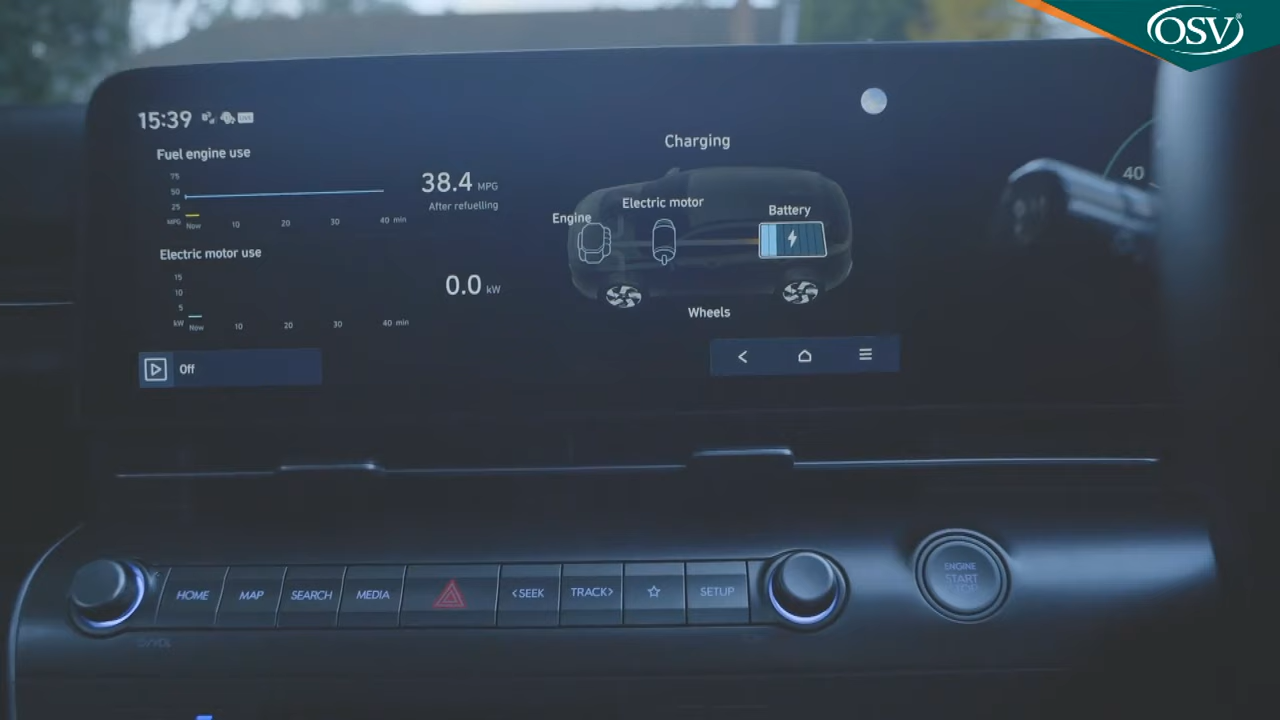 OSV®
15:39 LIVE
Fuel engine use
75
50
25
MPG
Now 10 20 30 40 min
38.4 MPG
After refuelling
Electric motor use
15
10
5
kW
Now 10 20 30 40 min
0.0 kW
Off
Charging
Engine
Electric motor
Battery
Wheels
40
HOME
MAP
SEARCH
MEDIA
<SEEK
TRACK>
SETUP
ENGINE
START
STOP